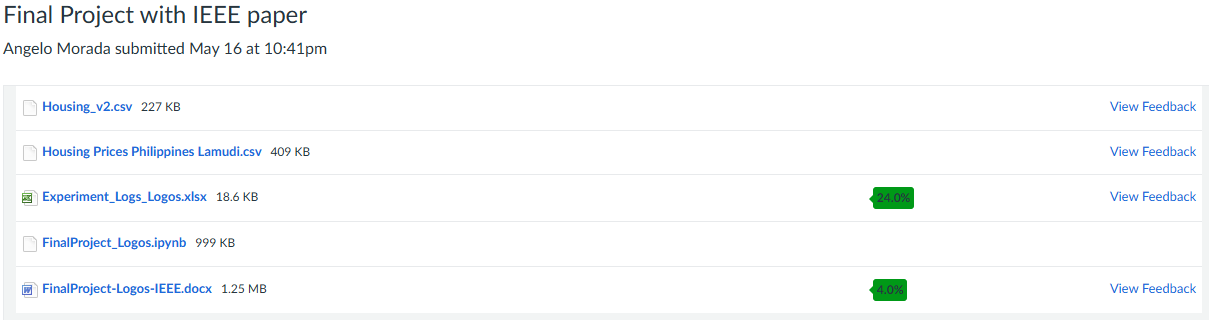 Final Project with IEEE paper
Angelo Morada submitted May 16 at 10:41pm
Housing_v2.csv 227 KB View Feedback
Housing Prices Philippines Lamudi.csv 409 KB View Feedback
Experiment_Logs_Logos.xlsx 18.6 KB 24.0% View Feedback
FinalProject_Logos.ipynb 999 KB
FinalProject-Logos-IEEE.docx 1.25 MB 4.0% View Feedback